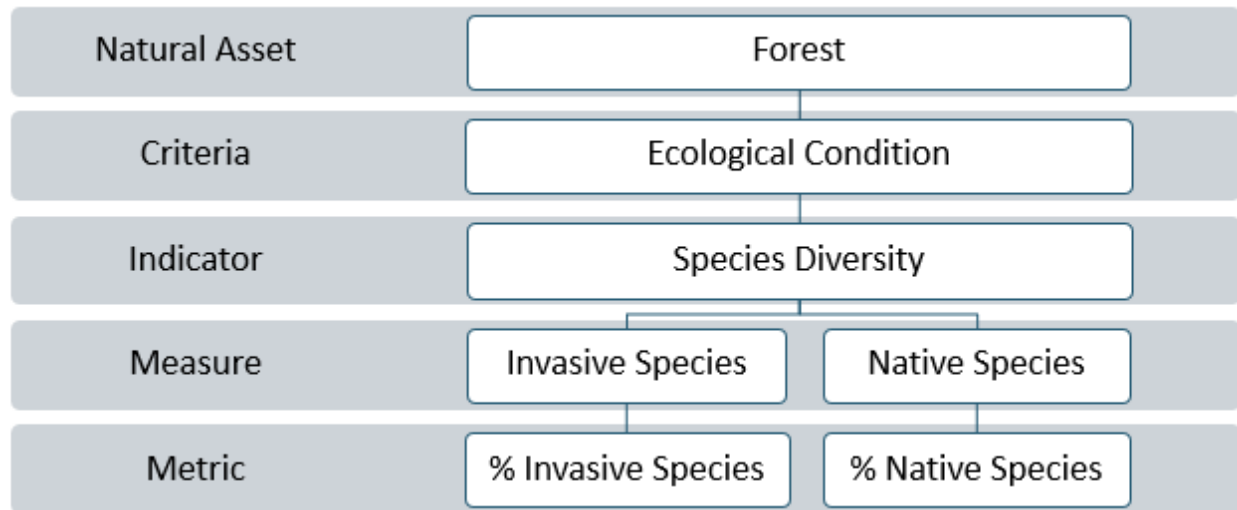 Natural Asset
Forest
Criteria
Ecological Condition
Indicator
Species Diversity
Measure
Invasive Species
Native Species
Metric
% Invasive Species
% Native Species